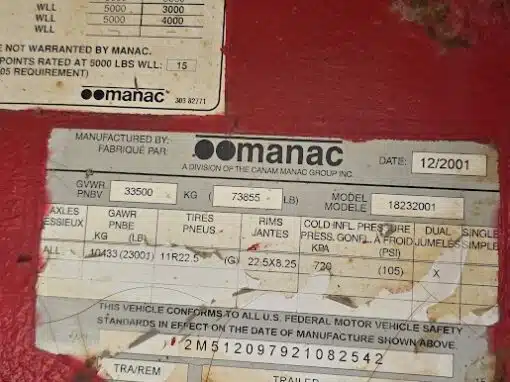 WLL 5000 3000
WLL 5000 4000
WLL
E NOT WARRANTED BY MANAC.
POINTS RATED AT 5000 LBS WLL: 15
05 REQUIREMENT)
manac
303 82771
MANUFACTURED BY:
FABRIQUÉ PAR:
manac
A DIVISION OF THE CANAM MANAC GROUP INC.
DATE: 12/2001
GVWR
PNBV 33500 KG ( 73855 LB)
MODEL
MODELE 18232001
AXLES
ESSIEUX
GAWR
PNBE
KG (LB)
TIRES
PNEUS
RIMS
JANTES
COLD INFL. PRESSURE
PRESS. GONFL. À FROID
KPA (PSI)
DUAL
JUMELÉS
SINGLE
SIMPLE
ALL 10433 (23001) 11R22.5 (G) 22.5X8.25 720 (105) X
THIS VEHICLE CONFORMS TO ALL U.S. FEDERAL MOTOR VEHICLE SAFETY
STANDARDS IN EFFECT ON THE DATE OF MANUFACTURE SHOWN ABOVE.
2M512097921082542
TRA/REM
TRAILER